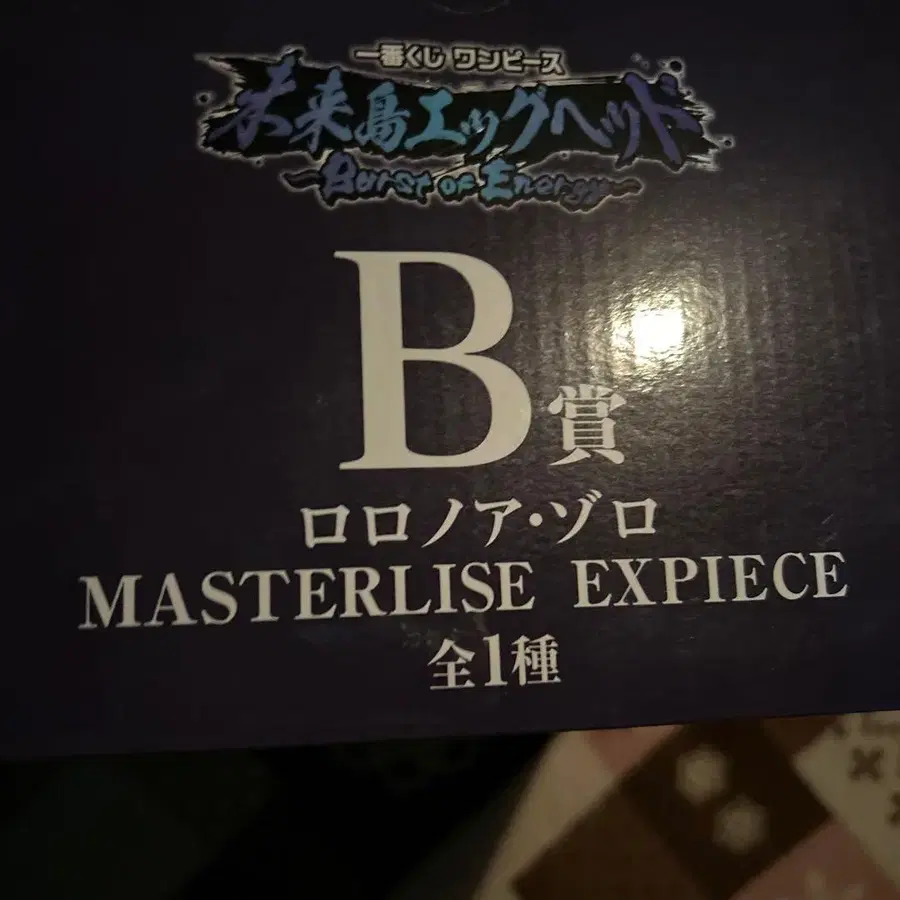 一番くじ ワンピース
未来島エッグヘッド
Burst of Energy
B賞
ロロノア・ゾロ
MASTERLISE EXPIECE
全1種